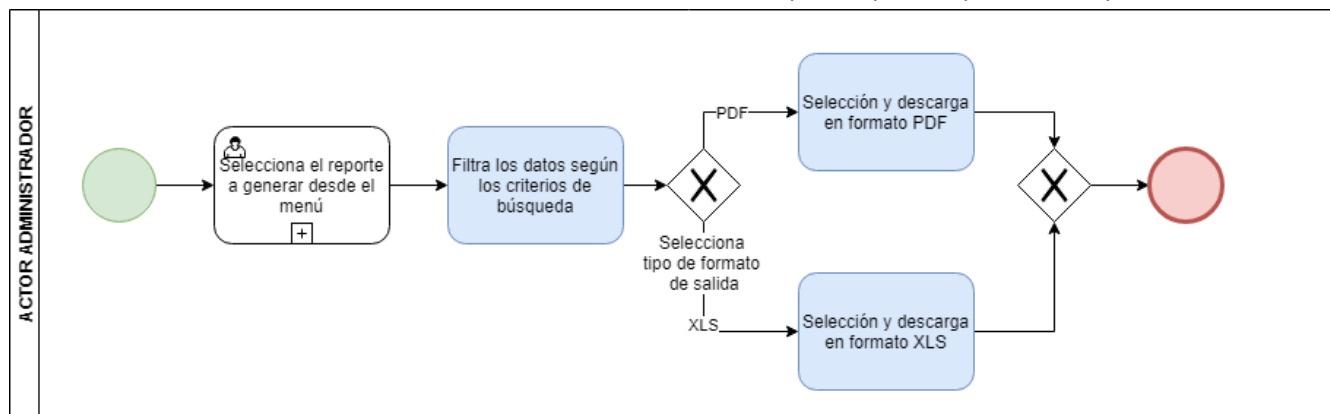 ACTOR ADMINISTRADOR
Selecciona el reporte
a generar desde el
menú
Filtra los datos según
los criterios de
búsqueda
Selecciona
tipo de formato
de salida
PDF
Selección y descarga
en formato PDF
XLS
Selección y descarga
en formato XLS